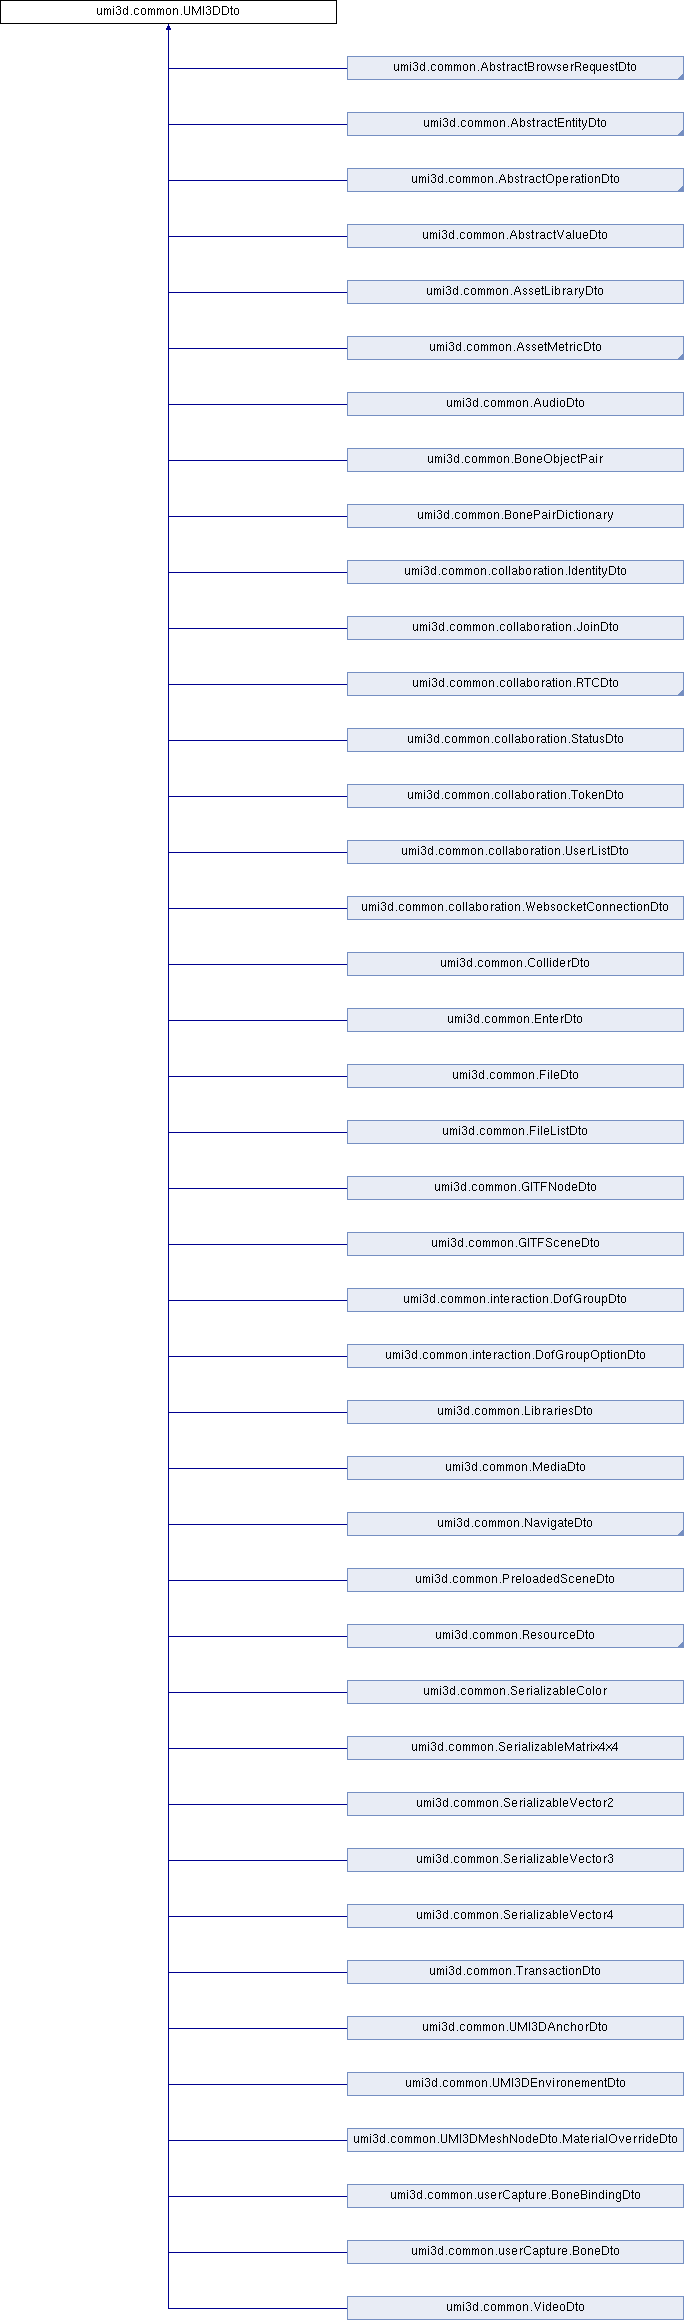 umi3d.common.UMI3DDto
umi3d.common.AbstractBrowserRequestDto
umi3d.common.AbstractEntityDto
umi3d.common.AbstractOperationDto
umi3d.common.AbstractValueDto
umi3d.common.AssetLibraryDto
umi3d.common.AssetMetricDto
umi3d.common.AudioDto
umi3d.common.BoneObjectPair
umi3d.common.BonePairDictionary
umi3d.common.collaboration.IdentityDto
umi3d.common.collaboration.JoinDto
umi3d.common.collaboration.RTCDto
umi3d.common.collaboration.StatusDto
umi3d.common.collaboration.TokenDto
umi3d.common.collaboration.UserListDto
umi3d.common.collaboration.WebsocketConnectionDto
umi3d.common.ColliderDto
umi3d.common.EnterDto
umi3d.common.FileDto
umi3d.common.FileListDto
umi3d.common.GlTFNodeDto
umi3d.common.GlTFSceneDto
umi3d.common.interaction.DofGroupDto
umi3d.common.interaction.DofGroupOptionDto
umi3d.common.LibrariesDto
umi3d.common.MediaDto
umi3d.common.NavigateDto
umi3d.common.PreloadedSceneDto
umi3d.common.ResourceDto
umi3d.common.SerializableColor
umi3d.common.SerializableMatrix4x4
umi3d.common.SerializableVector2
umi3d.common.SerializableVector3
umi3d.common.SerializableVector4
umi3d.common.TransactionDto
umi3d.common.UMI3DAnchorDto
umi3d.common.UMI3DEnvironementDto
umi3d.common.UMI3DMeshNodeDto.MaterialOverrideDto
umi3d.common.userCapture.BoneBindingDto
umi3d.common.userCapture.BoneDto
umi3d.common.VideoDto